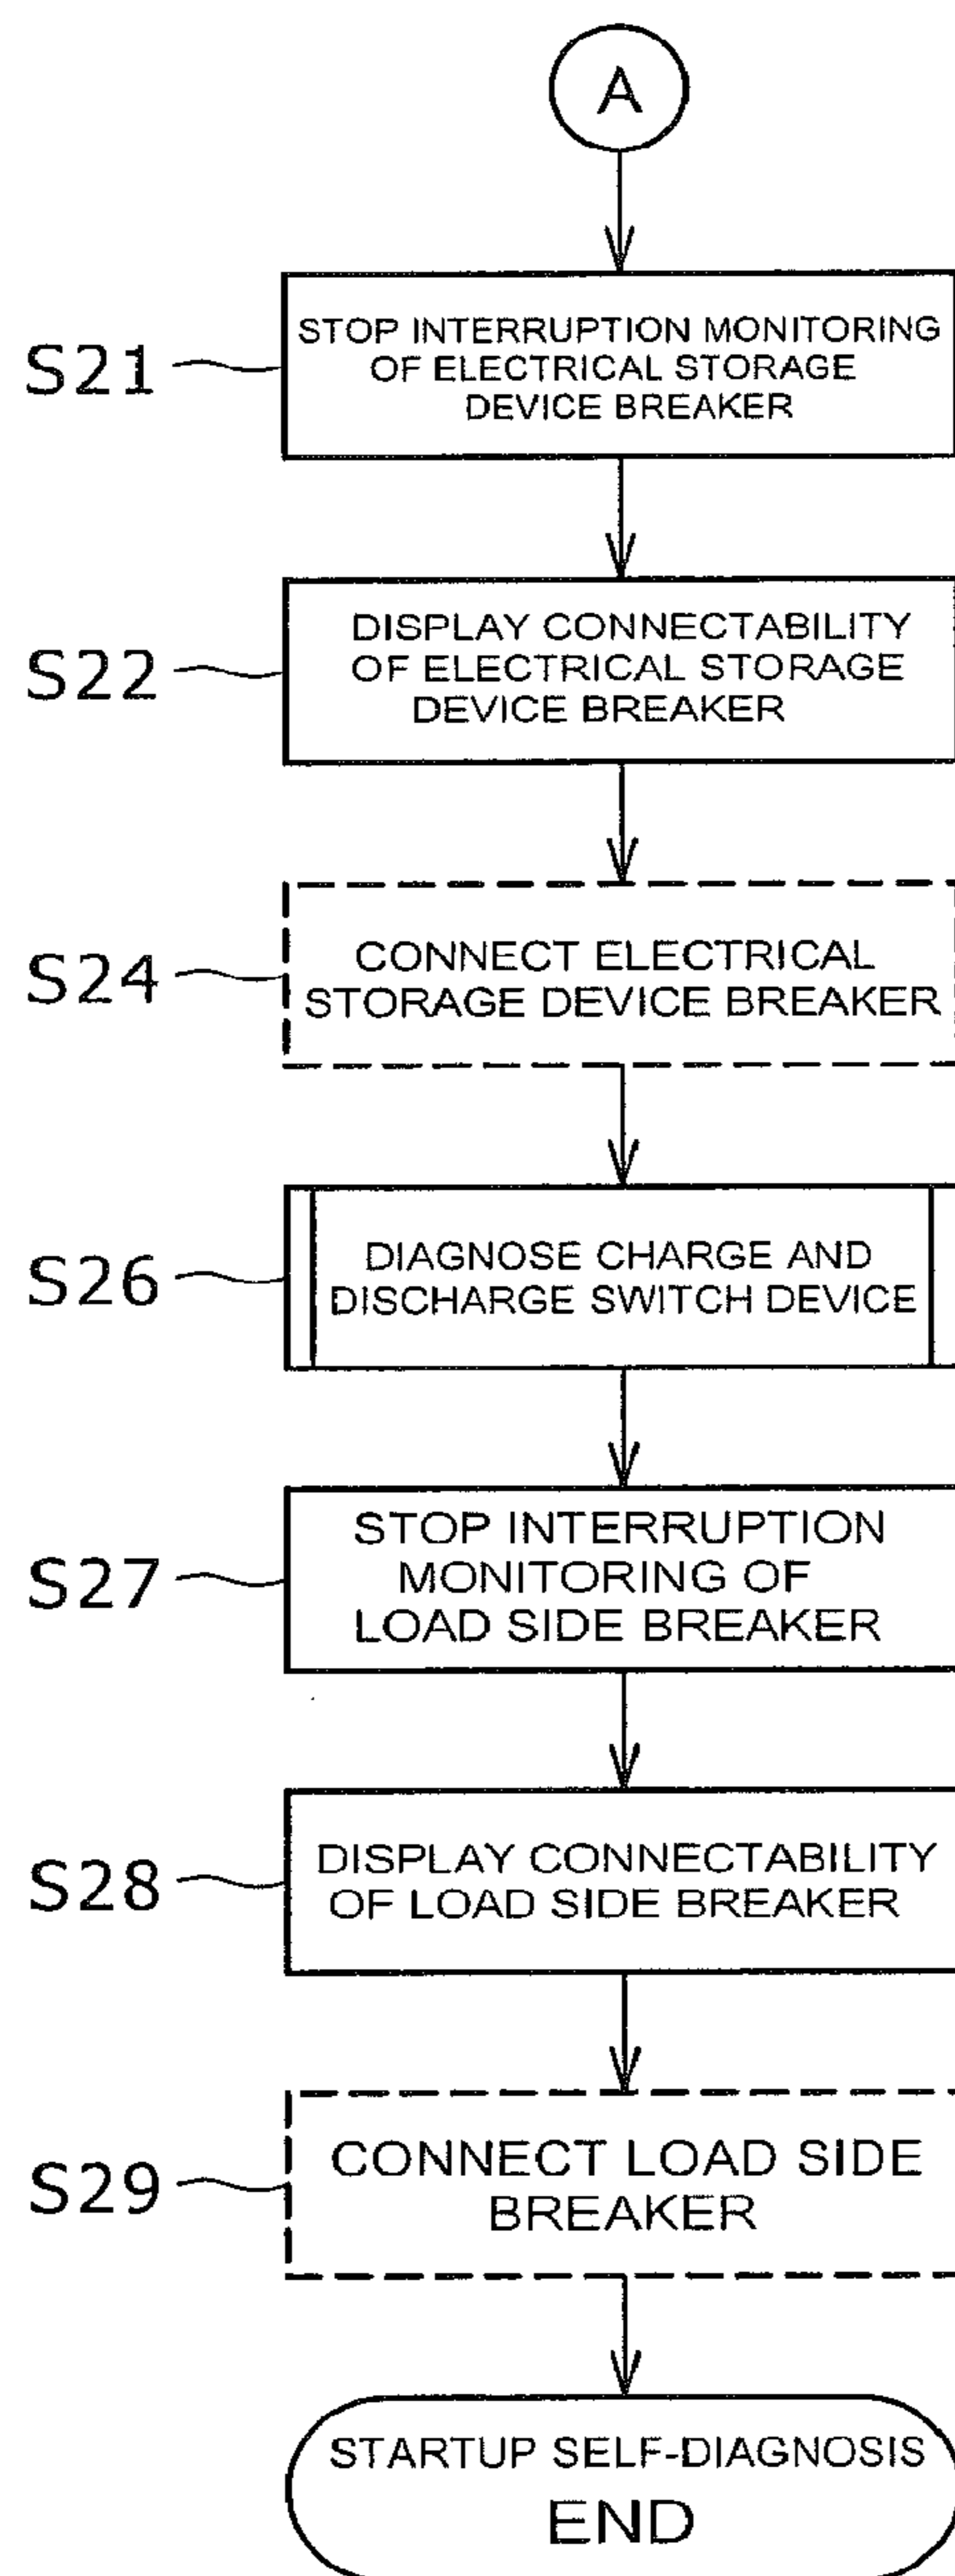 A
S21
STOP INTERRUPTION MONITORING
OF ELECTRICAL STORAGE
DEVICE BREAKER
S22
DISPLAY CONNECTABILITY
OF ELECTRICAL STORAGE
DEVICE BREAKER
S24
CONNECT ELECTRICAL
STORAGE DEVICE BREAKER
S26
DIAGNOSE CHARGE AND
DISCHARGE SWITCH DEVICE
S27
STOP INTERRUPTION
MONITORING OF
LOAD SIDE BREAKER
S28
DISPLAY CONNECTABILITY
OF LOAD SIDE BREAKER
S29
CONNECT LOAD SIDE
BREAKER
STARTUP SELF-DIAGNOSIS
END